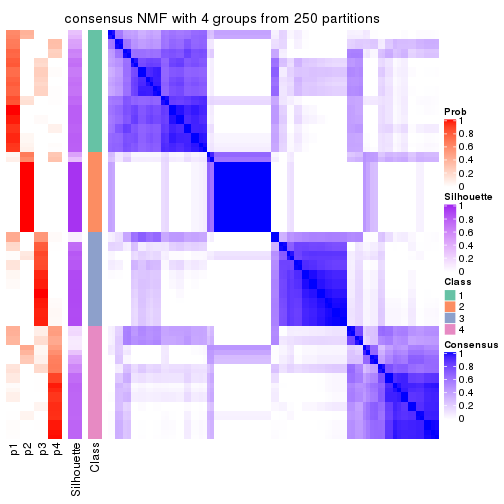 consensus NMF with 4 groups from 250 partitions
Prob
1
0.8
0.6
0.4
0.2
0
Silhouette
1
0.8
0.6
0.4
0.2
0
Class
1
2
3
4
Consensus
1
0.8
0.6
0.4
0.2
0
p1
p2
p3
p4
Silhouette
Class